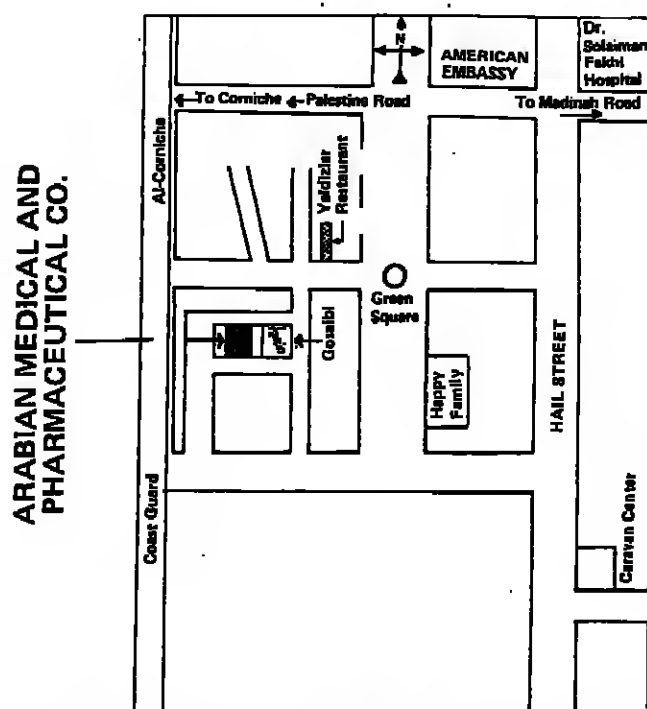 ARABIAN MEDICAL AND
PHARMACEUTICAL CO.
Al-Corniche
Coast Guard
N
AMERICAN
EMBASSY
Dr.
Solaiman
Fakhi
Hospital
To Corniche
Palestine Road
To Madinah Road
Yaldizlar
Restaurant
Green
Square
Gosaibi
Happy
Family
HAIL STREET
Caravan Center